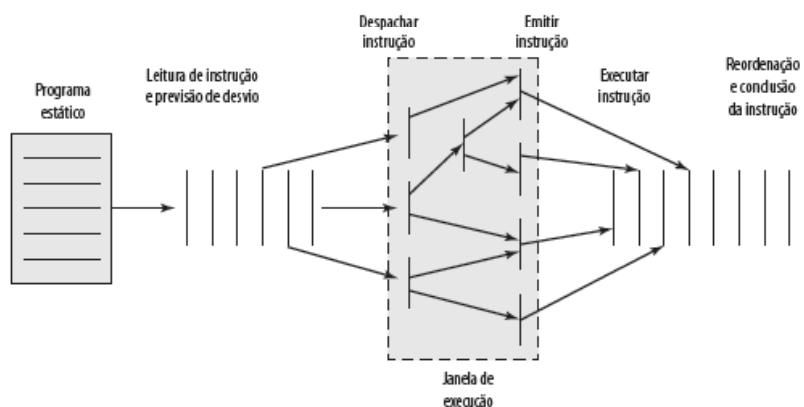 Programa
estático
Leitura de instrução
e previsão de desvio
Despachar
instrução
Emitir
instrução
Executar
instrução
Reordenação
e conclusão
da instrução
Janela de
execução